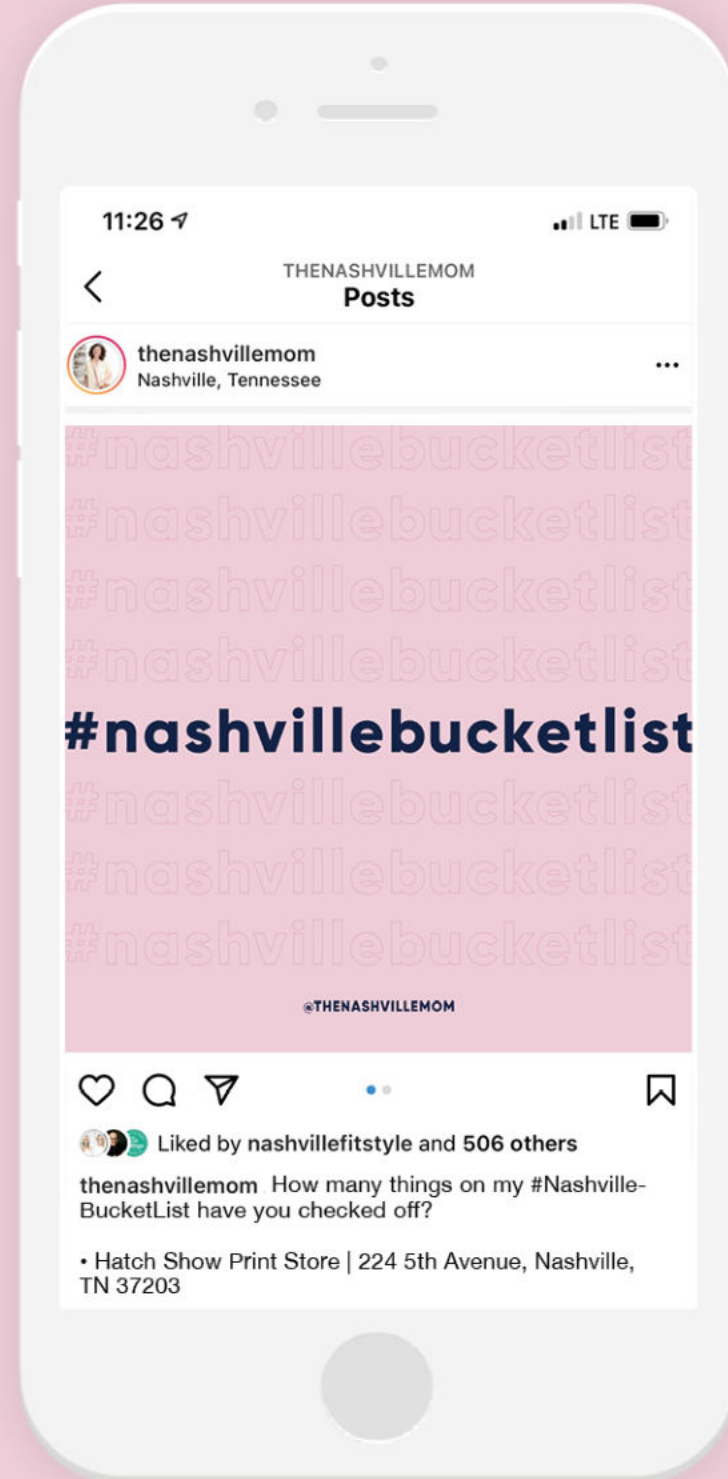 11:26 LTE
THENASHVILLEMOM
Posts
thenashvillemom
Nashville, Tennessee
#nashvillebucketlist
#nashvillebucketlist
#nashvillebucketlist
#nashvillebucketlist
#nashvillebucketlist
#nashvillebucketlist
#nashvillebucketlist
#nashvillebucketlist
@THENASHVILLEMOM
Liked by nashvillefitstyle and 506 others
thenashvillemom How many things on my #Nashville-
BucketList have you checked off?
• Hatch Show Print Store | 224 5th Avenue, Nashville,
TN 37203